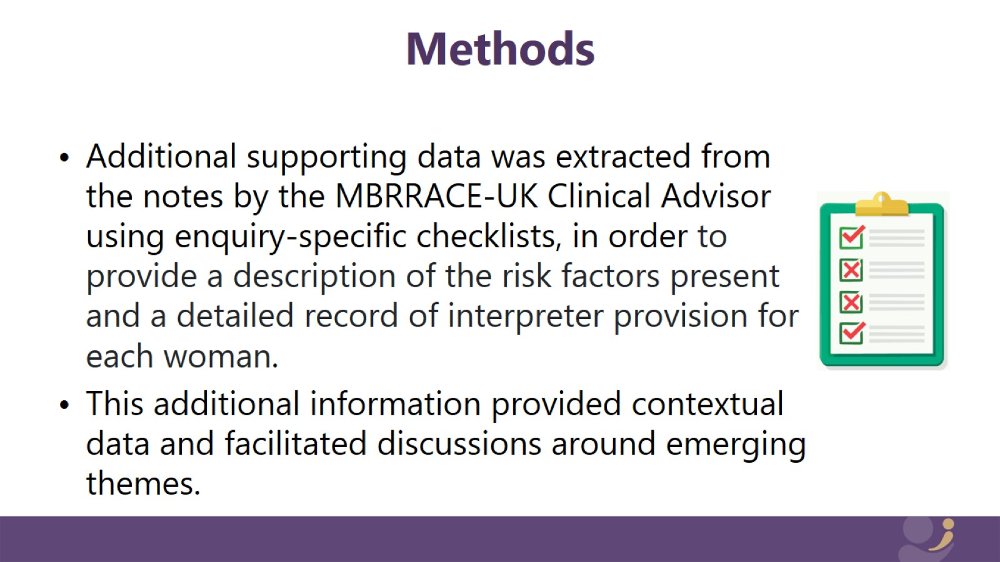 Methods
• Additional supporting data was extracted from
the notes by the MBRRACE-UK Clinical Advisor
using enquiry-specific checklists, in order to
provide a description of the risk factors present
and a detailed record of interpreter provision for
each woman.
• This additional information provided contextual
data and facilitated discussions around emerging
themes.